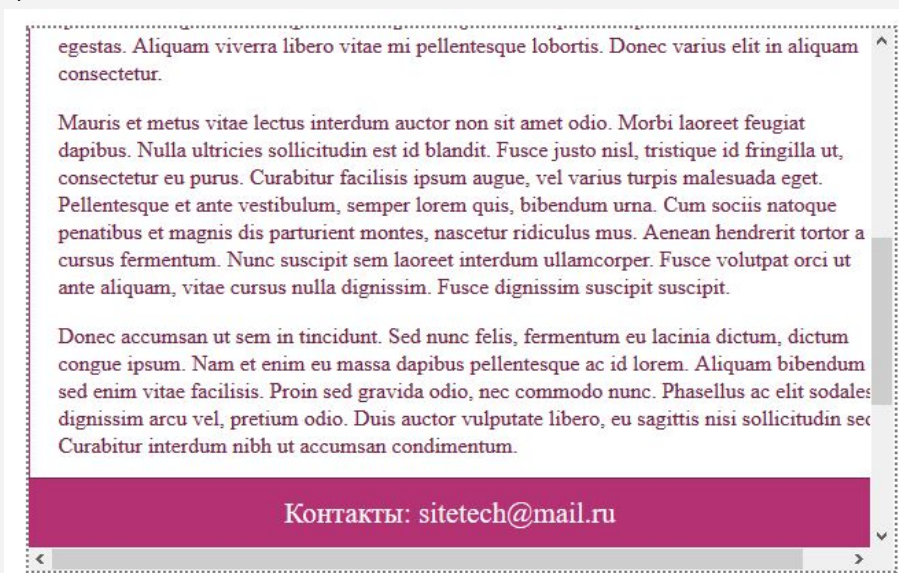 egestas. Aliquam viverra libero vitae mi pellentesque lobortis. Donec varius elit in aliquam
consectetur.
Mauris et metus vitae lectus interdum auctor non sit amet odio. Morbi laoreet feugiat
dapibus. Nulla ultricies sollicitudin est id blandit. Fusce justo nisl, tristique id fringilla ut,
consectetur eu purus. Curabitur facilisis ipsum augue, vel varius turpis malesuada eget.
Pellentesque et ante vestibulum, semper lorem quis, bibendum urna. Cum sociis natoque
penatibus et magnis dis parturient montes, nascetur ridiculus mus. Aenean hendrerit tortor a
cursus fermentum. Nunc suscipit sem laoreet interdum ullamcorper. Fusce volutpat orci ut
ante aliquam, vitae cursus nulla dignissim. Fusce dignissim suscipit suscipit.
Donec accumsan ut sem in tincidunt. Sed nunc felis, fermentum eu lacinia dictum, dictum
congue ipsum. Nam et enim eu massa dapibus pellentesque ac id lorem. Aliquam bibendum
sed enim vitae facilisis. Proin sed gravida odio, nec commodo nunc. Phasellus ac elit sodales
dignissim arcu vel, pretium odio. Duis auctor vulputate libero, eu sagittis nisi sollicitudin sed
Curabitur interdum nibh ut accumsan condimentum.
Контакты: sitetech@mail.ru